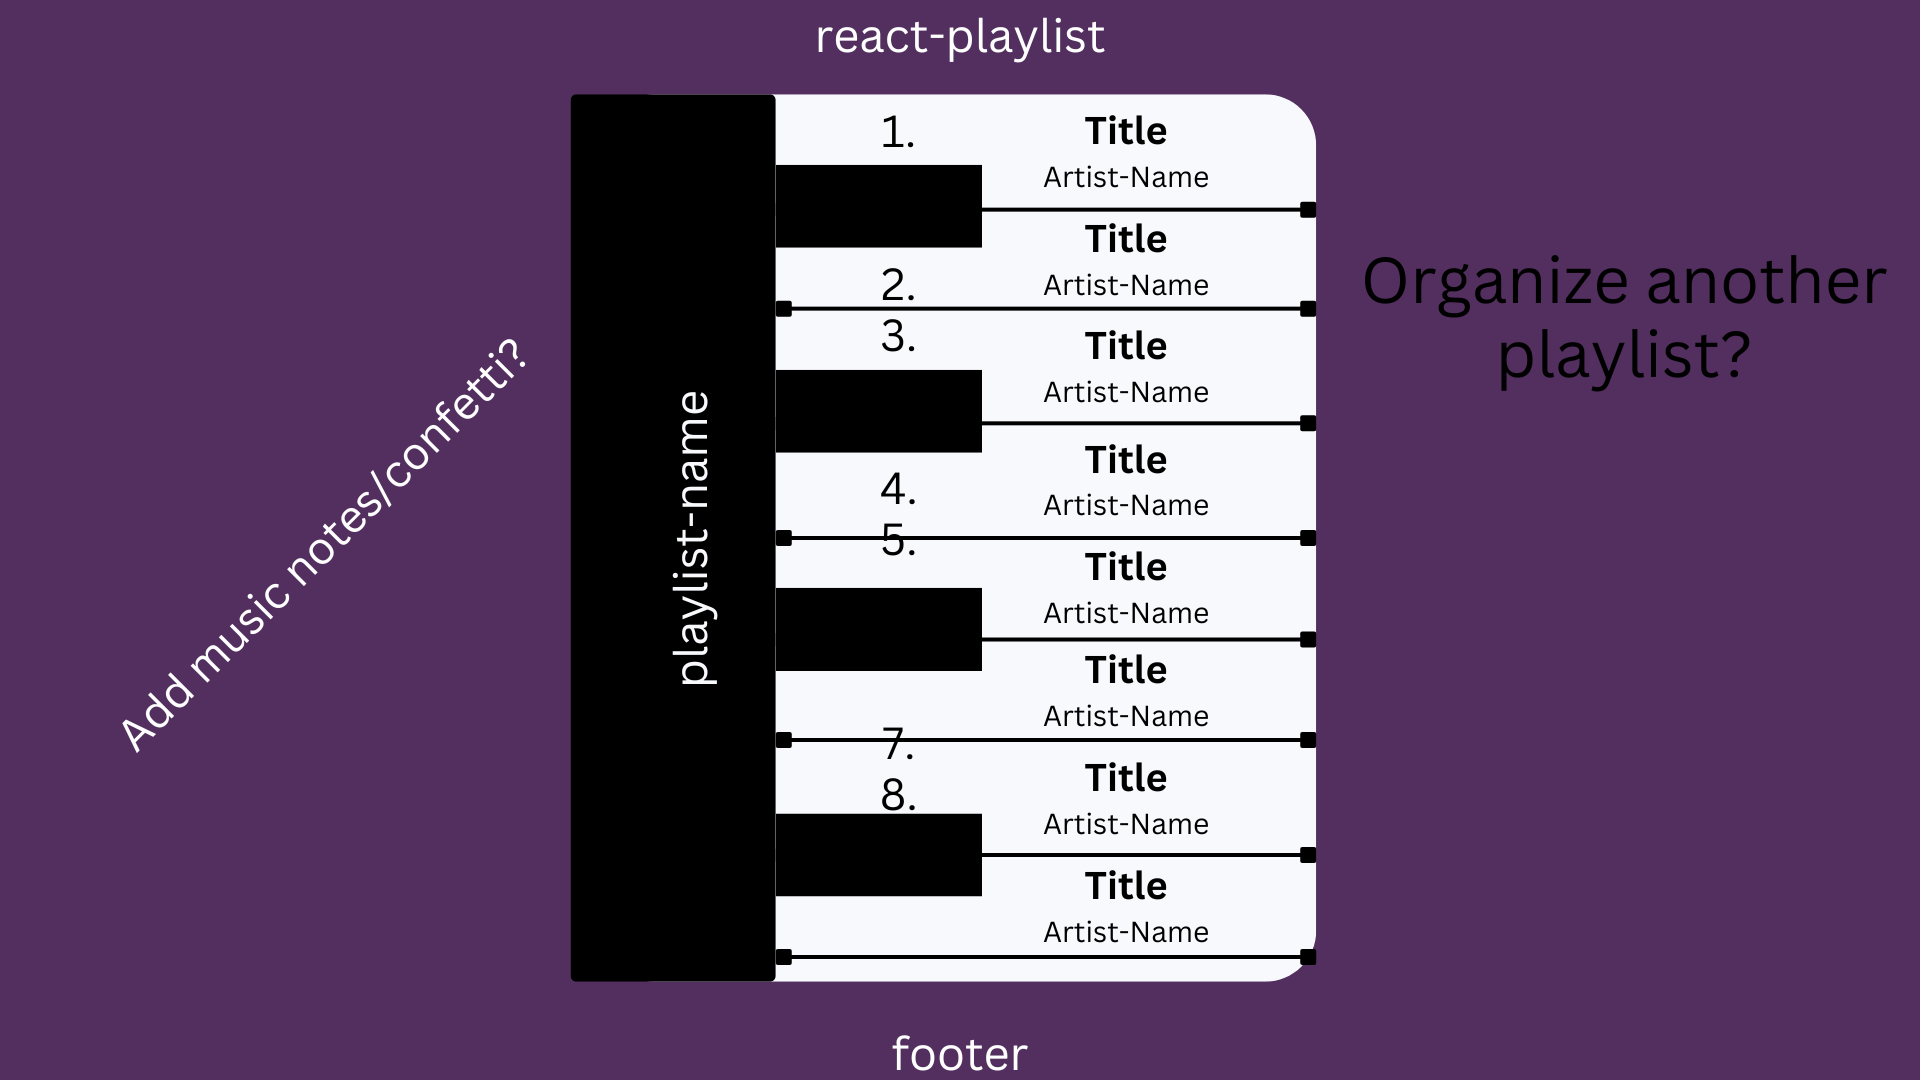 react-playlist
1.
Title
Artist-Name
Title
Artist-Name
2.
3.
Title
Artist-Name
4.
Title
Artist-Name
5.
Title
Artist-Name
Title
Artist-Name
7.
Title
Artist-Name
8.
Title
Artist-Name
playlist-name
Add music notes/confetti?
Organize another
playlist?
footer